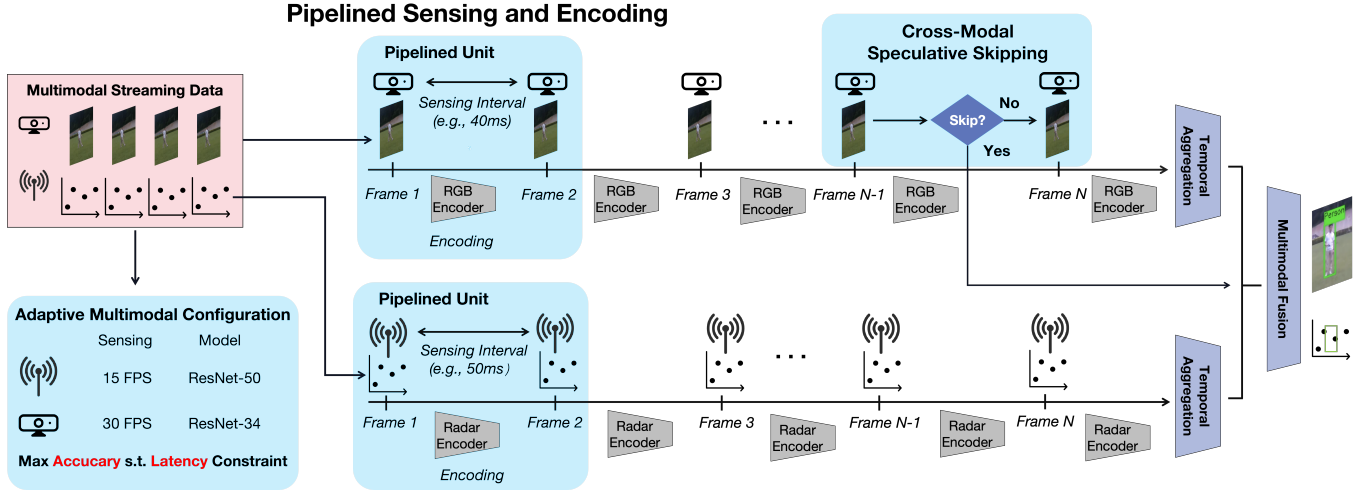 Pipelined Sensing and Encoding
Multimodal Streaming Data
Pipelined Unit
Sensing Interval
(e.g., 40ms)
Frame 1
RGB
Encoder
Encoding
Frame 2
RGB
Encoder
Frame 3
RGB
Encoder
...
Cross-Modal
Speculative Skipping
Skip?
No
Yes
Frame N-1
RGB
Encoder
Frame N
RGB
Encoder
Temporal
Aggregation
Adaptive Multimodal Configuration
Sensing Model
15 FPS ResNet-50
30 FPS ResNet-34
Max Accucary s.t. Latency Constraint
Pipelined Unit
Sensing Interval
(e.g., 50ms)
Frame 1
Radar
Encoder
Encoding
Frame 2
Radar
Encoder
Frame 3
Radar
Encoder
...
Frame N-1
Radar
Encoder
Frame N
Radar
Encoder
Temporal
Aggregation
Multimodal Fusion
Person